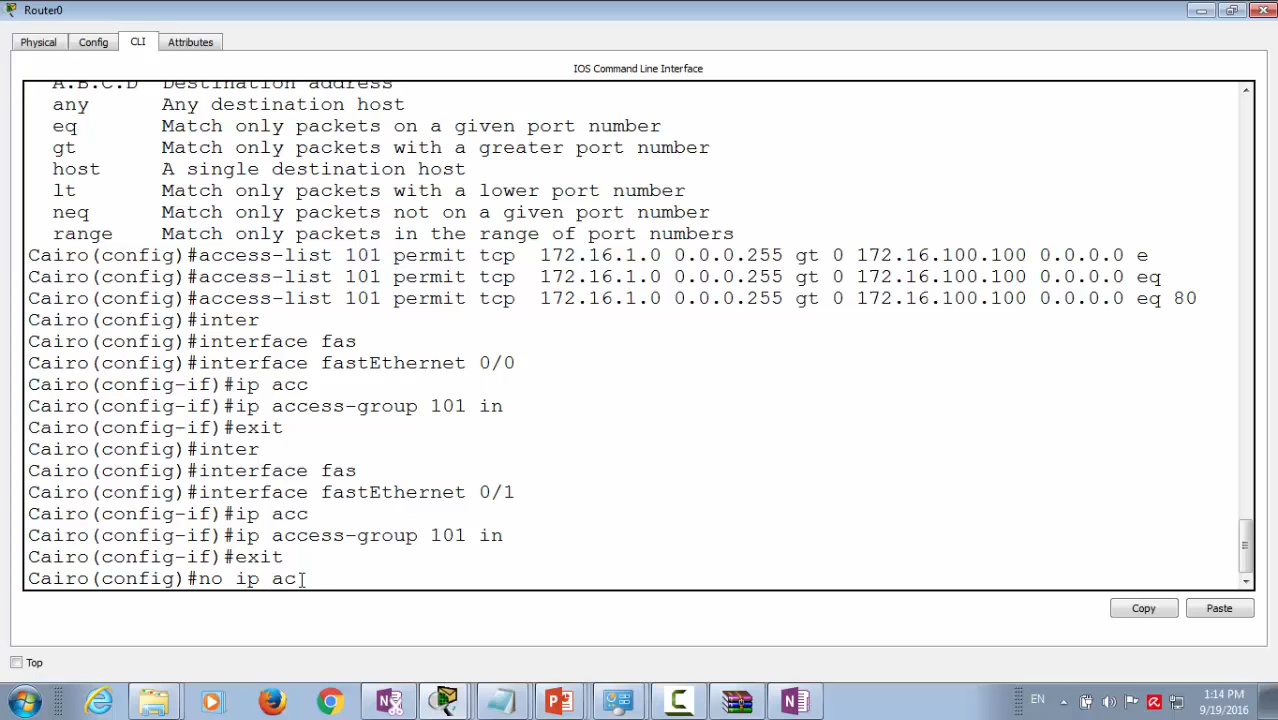 Router0
Physical Config CLI Attributes
IOS Command Line Interface
A.B.C.D Destination address
any Any destination host
eq Match only packets on a given port number
gt Match only packets with a greater port number
host A single destination host
lt Match only packets with a lower port number
neq Match only packets not on a given port number
range Match only packets in the range of port numbers
Cairo(config)#access-list 101 permit tcp 172.16.1.0 0.0.0.255 gt 0 172.16.100.100 0.0.0.0 e
Cairo(config)#access-list 101 permit tcp 172.16.1.0 0.0.0.255 gt 0 172.16.100.100 0.0.0.0 eq
Cairo(config)#access-list 101 permit tcp 172.16.1.0 0.0.0.255 gt 0 172.16.100.100 0.0.0.0 eq 80
Cairo(config)#inter
Cairo(config)#interface fas
Cairo(config)#interface fastEthernet 0/0
Cairo(config-if)#ip acc
Cairo(config-if)#ip access-group 101 in
Cairo(config-if)#exit
Cairo(config)#inter
Cairo(config)#interface fas
Cairo(config)#interface fastEthernet 0/1
Cairo(config-if)#ip acc
Cairo(config-if)#ip access-group 101 in
Cairo(config-if)#exit
Cairo(config)#no ip ac
Copy Paste
Top
EN 1:14 PM
9/19/2016